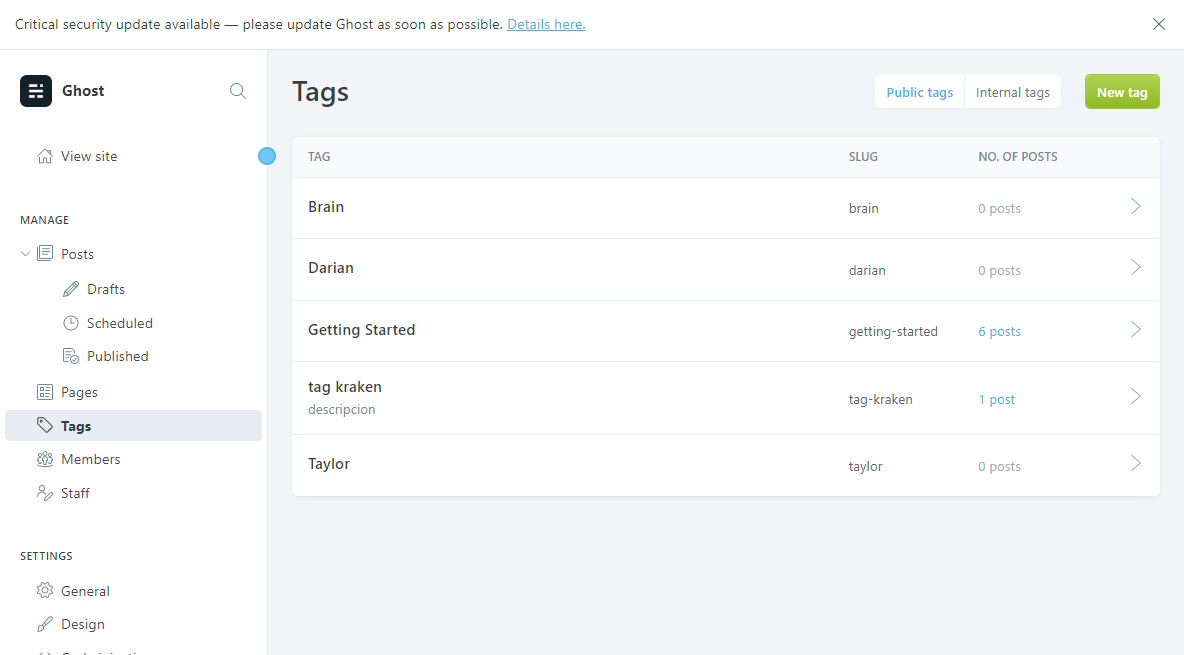 Critical security update available — please update Ghost as soon as possible. Details here.
Ghost
View site
MANAGE
Posts
Drafts
Scheduled
Published
Pages
Tags
Members
Staff
SETTINGS
General
Design
Tags
Public tags
Internal tags
New tag
TAG SLUG NO. OF POSTS
Brain brain 0 posts
Darian darian 0 posts
Getting Started getting-started 6 posts
tag kraken
descripcion
tag-kraken 1 post
Taylor taylor 0 posts